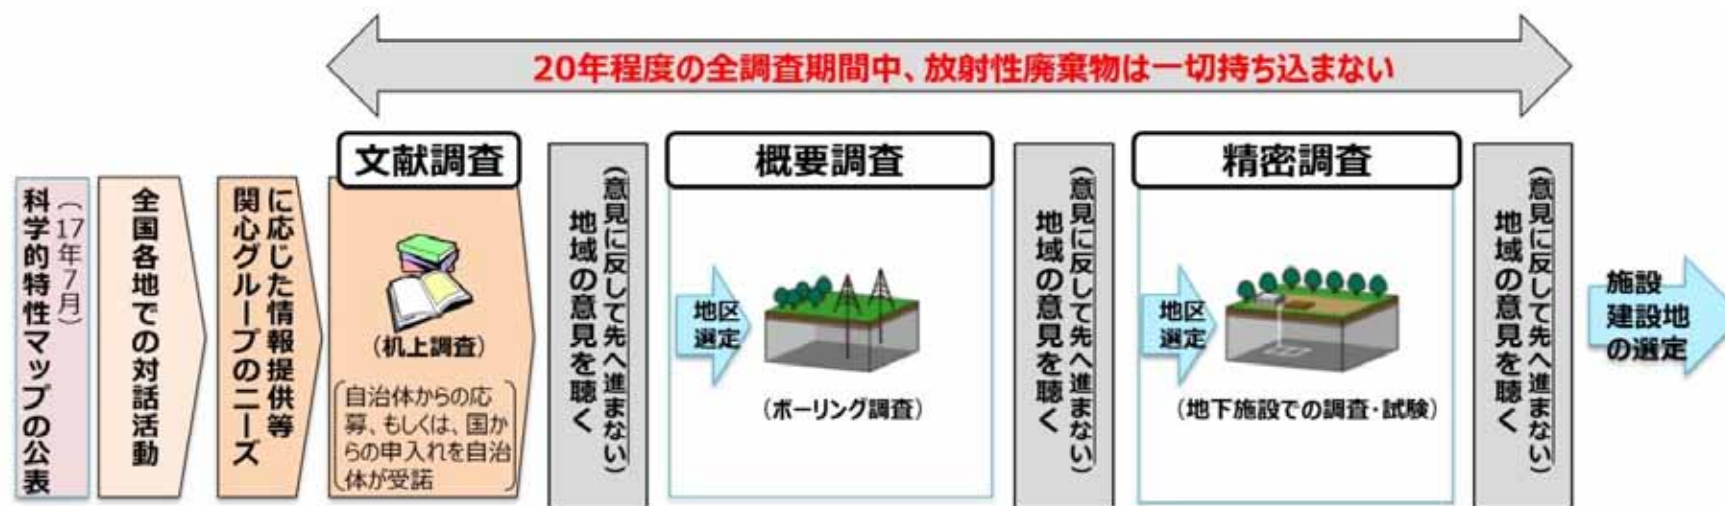 20年程度の全調査期間中、放射性廃棄物は一切持ち込まない
科学的特性マップの公表
（17年7月）
全国各地での対話活動
関心グループのニーズ
に応じた情報提供等
文献調査
（机上調査）
自治体からの応
募、もしくは、国か
らの申入れを自治
体が受諾
地域の意見を聴く
（意見に反して先へ進まない）
概要調査
地区
選定
（ボーリング調査）
地域の意見を聴く
（意見に反して先へ進まない）
精密調査
地区
選定
（地下施設での調査・試験）
地域の意見を聴く
（意見に反して先へ進まない）
施設
建設地
の選定